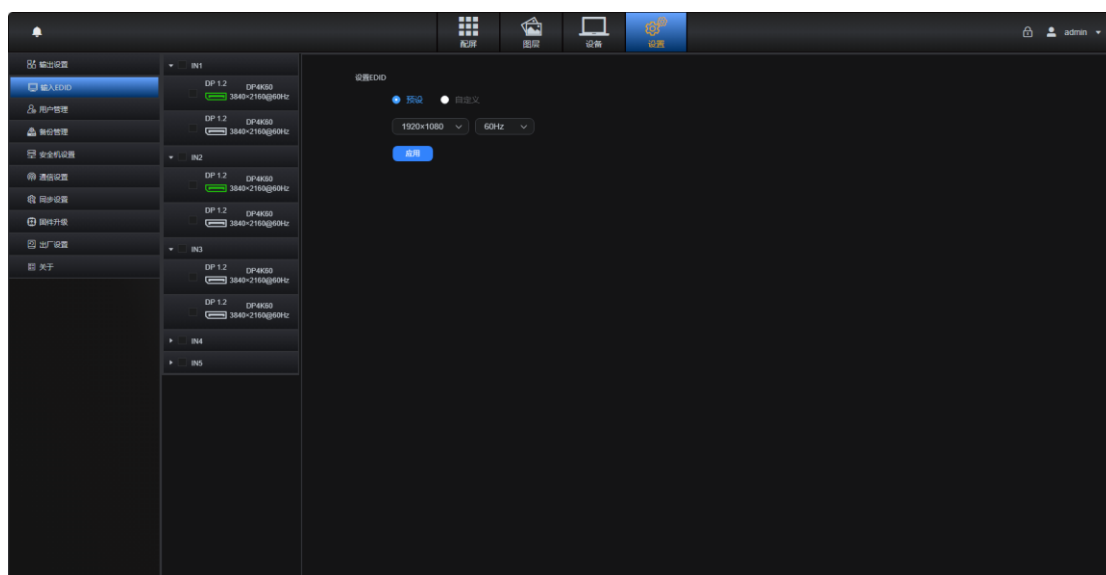 配屏
图层
设备
设置
admin
输出设置
输入EDID
用户管理
备份管理
安全机设置
通信设置
同步设置
固件升级
出厂设置
关于
IN1
DP 1.2 DP4K60
3840×2160@60Hz
DP 1.2 DP4K60
3840×2160@60Hz
IN2
DP 1.2 DP4K60
3840×2160@60Hz
DP 1.2 DP4K60
3840×2160@60Hz
IN3
DP 1.2 DP4K60
3840×2160@60Hz
DP 1.2 DP4K60
3840×2160@60Hz
IN4
IN5
设置EDID
预设 自定义
1920×1080 60Hz
启用